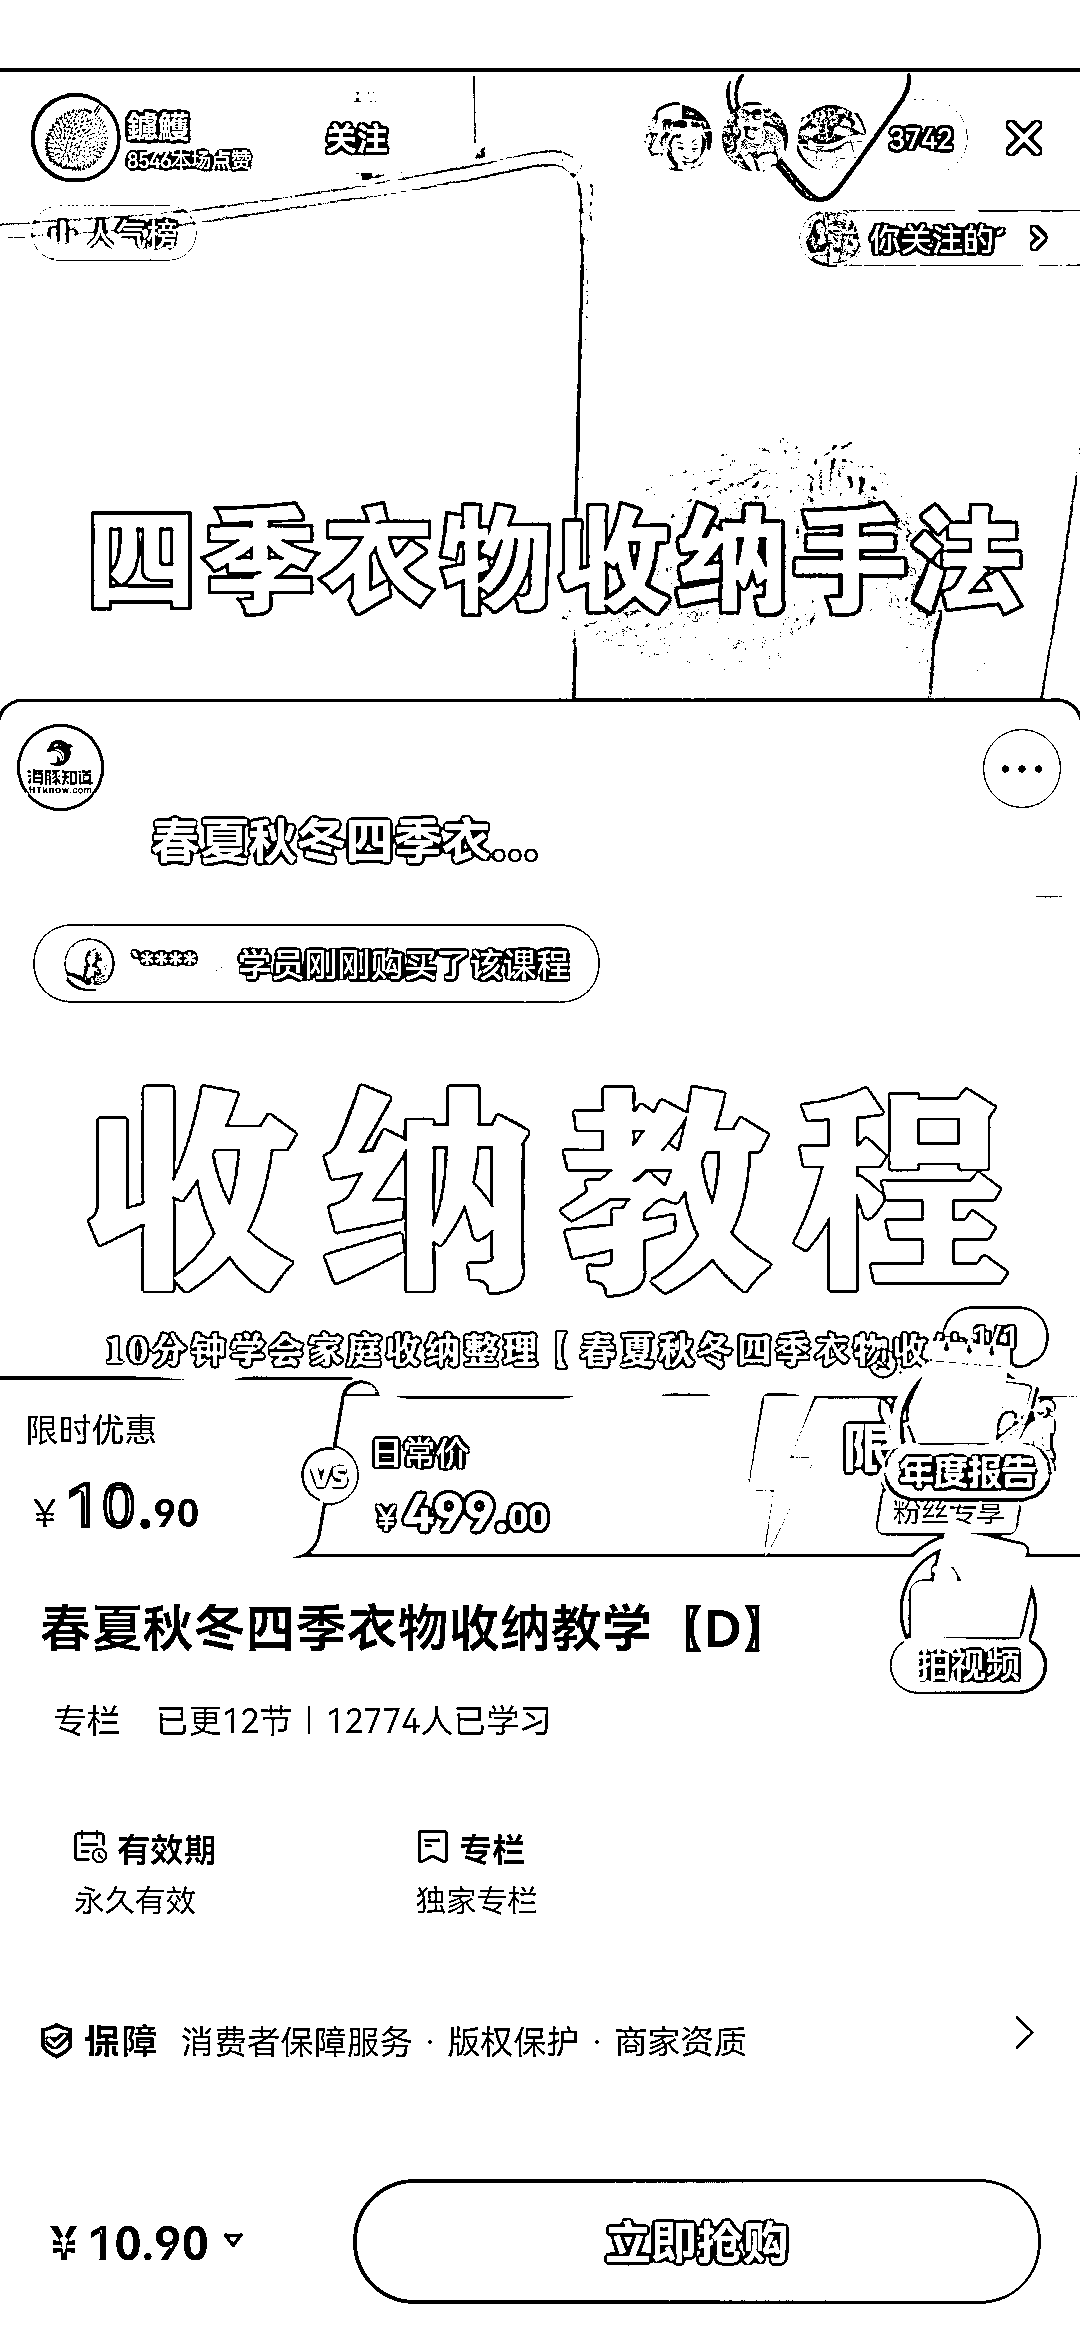 鑢艧
8546本场点赞
关注
3742
人气榜
你关注的
四季衣物收纳手法
海豚知道
HTknow.com
春夏秋冬四季衣...
**** 学员刚刚购买了该课程
收纳教程
10分钟学会家庭收纳整理【春夏秋冬四季衣物收
1/1
限时优惠
¥10.90
VS
日常价
¥499.00
限
年度报告
粉丝专享
春夏秋冬四季衣物收纳教学【D】
拍视频
专栏 已更12节 | 12774人已学习
有效期
永久有效
专栏
独家专栏
保障 消费者保障服务 · 版权保护 · 商家资质
¥10.90
立即抢购